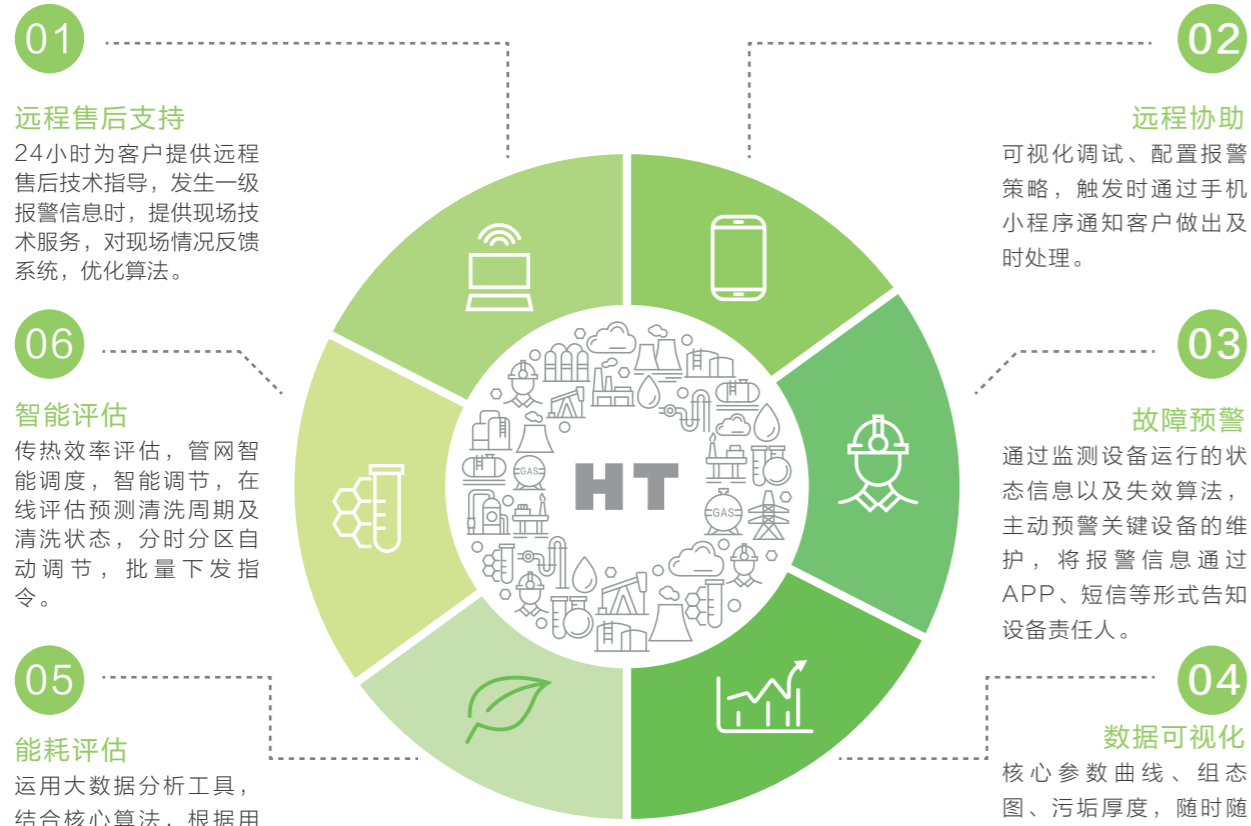 01
远程售后支持
24小时为客户提供远程
售后技术指导，发生一级
报警信息时，提供现场技
术服务，对现场情况反馈
系统，优化算法。
02
远程协助
可视化调试、配置报警
策略，触发时通过手机
小程序通知客户做出及
时处理。
06
智能评估
传热效率评估，管网智
能调度，智能调节，在
线评估预测清洗周期及
清洗状态，分时分区自
动调节，批量下发指
令。
03
故障预警
通过监测设备运行的状
态信息以及失效算法，
主动预警关键设备的维
护，将报警信息通过
APP、短信等形式告知
设备责任人。
GAS
HT
GAS
05
能耗评估
运用大数据分析工具，
结合核心算法，根据用
04
数据可视化
核心参数曲线、组态
图、污垢厚度，随时随